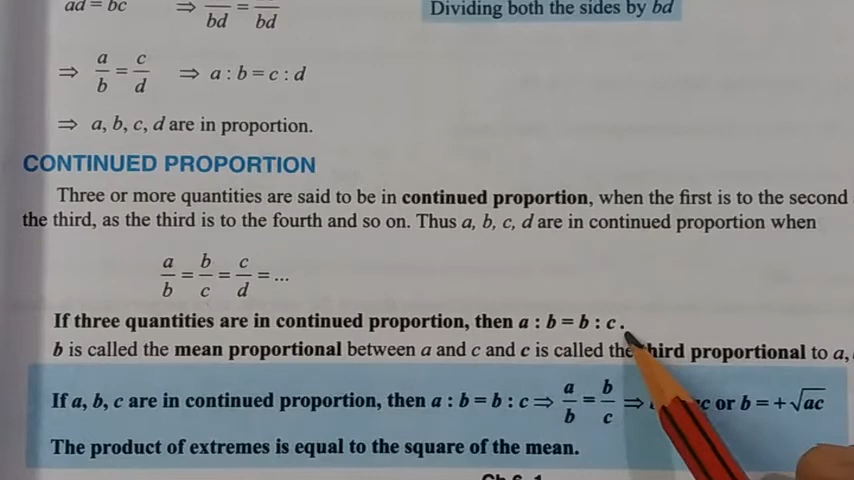 ad = bc ⇒ /bd = /bd Dividing both the sides by bd
⇒ a/b = c/d ⇒ a : b = c : d
⇒ a, b, c, d are in proportion.
CONTINUED PROPORTION
Three or more quantities are said to be in continued proportion, when the first is to the second
the third, as the third is to the fourth and so on. Thus a, b, c, d are in continued proportion when
a/b = b/c = c/d = ...
If three quantities are in continued proportion, then a : b = b : c.
b is called the mean proportional between a and c and c is called the third proportional to a,
If a, b, c are in continued proportion, then a : b = b : c ⇒ a/b = b/c ⇒ c or b = + √ac
The product of extremes is equal to the square of the mean.